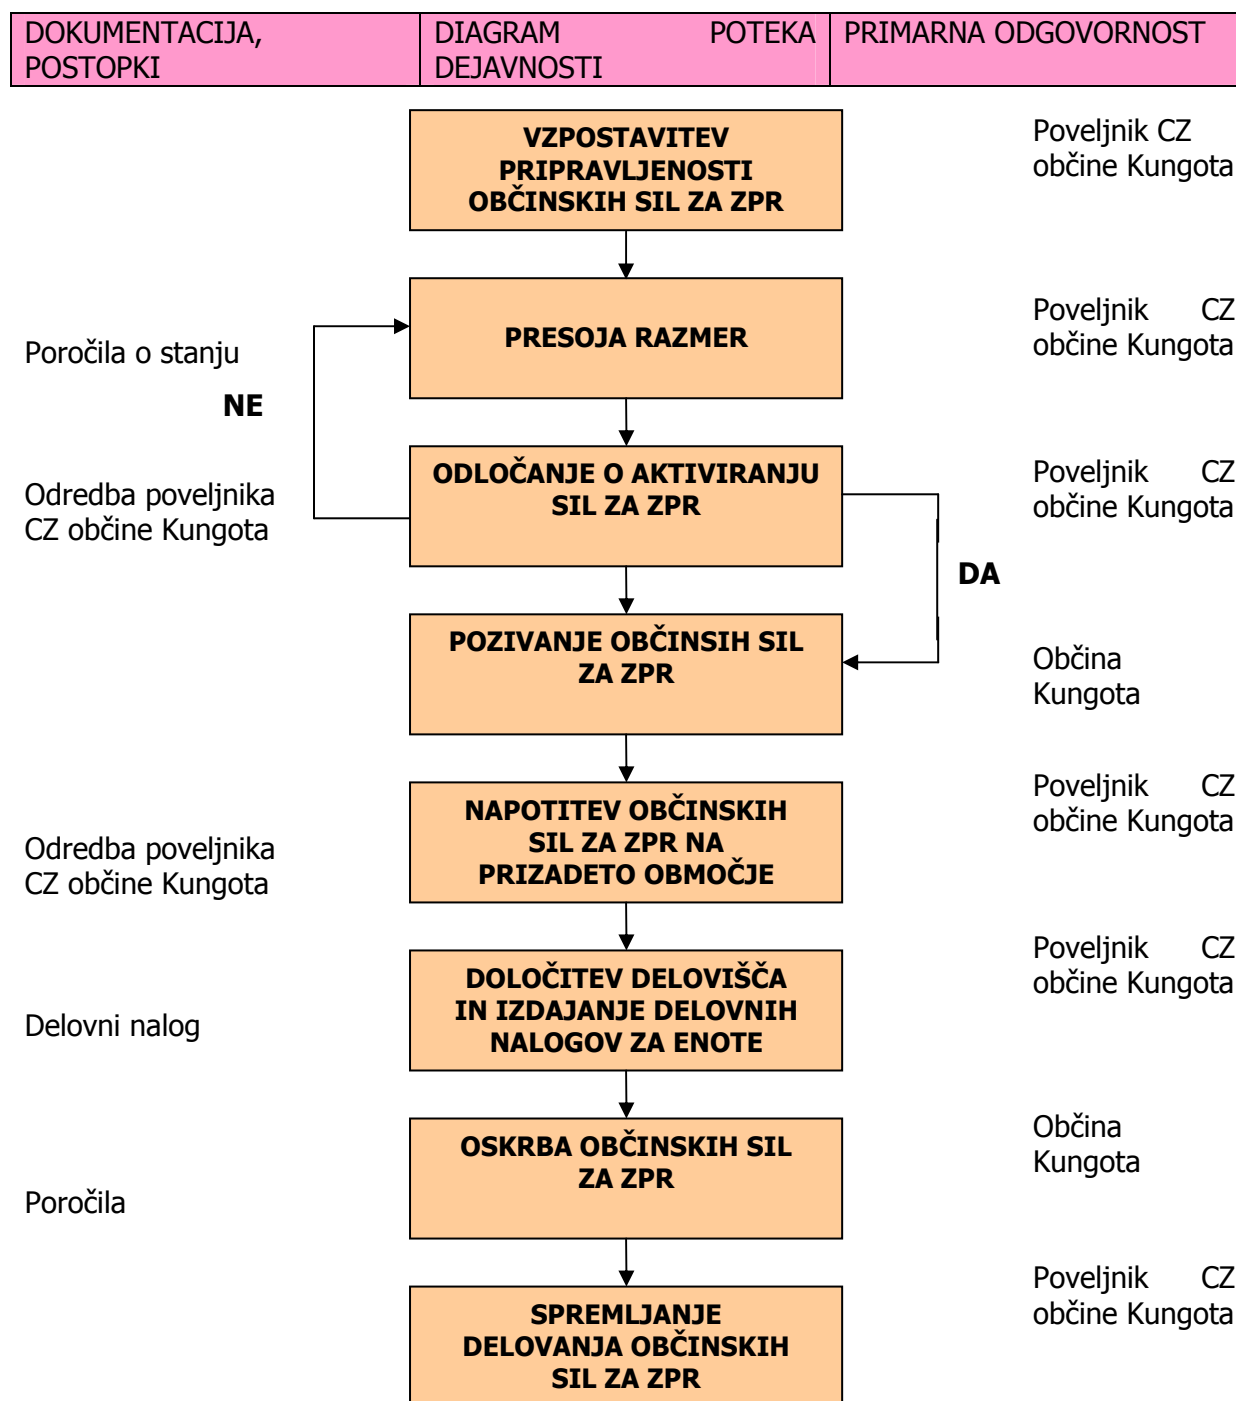 DOKUMENTACIJA,
POSTOPKI
DIAGRAM POTEKA
DEJAVNOSTI
PRIMARNA ODGOVORNOST
VZPOSTAVITEV
PRIPRAVLJENOSTI
OBČINSKIH SIL ZA ZPR
Poveljnik CZ
občine Kungota
Poročila o stanju
PRESOJA RAZMER
Poveljnik CZ
občine Kungota
NE
Odredba poveljnika
CZ občine Kungota
ODLOČANJE O AKTIVIRANJU
SIL ZA ZPR
Poveljnik CZ
občine Kungota
DA
POZIVANJE OBČINSIH SIL
ZA ZPR
Občina
Kungota
Odredba poveljnika
CZ občine Kungota
NAPOTITEV OBČINSKIH
SIL ZA ZPR NA
PRIZADETO OBMOČJE
Poveljnik CZ
občine Kungota
Delovni nalog
DOLOČITEV DELOVIŠČA
IN IZDAJANJE DELOVNIH
NALOGOV ZA ENOTE
Poveljnik CZ
občine Kungota
Poročila
OSKRBA OBČINSKIH SIL
ZA ZPR
Občina
Kungota
SPREMLJANJE
DELOVANJA OBČINSKIH
SIL ZA ZPR
Poveljnik CZ
občine Kungota